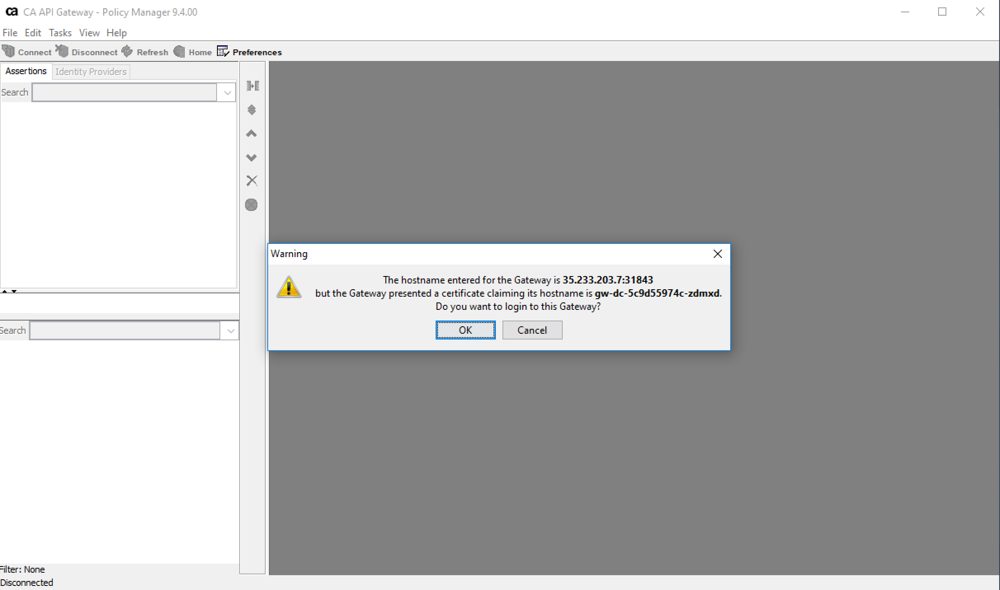 ca CA API Gateway - Policy Manager 9.4.00
File Edit Tasks View Help
Connect Disconnect Refresh Home Preferences
Assertions Identity Providers
Search
Warning
The hostname entered for the Gateway is 35.233.203.7:31843
but the Gateway presented a certificate claiming its hostname is gw-dc-5c9d55974c-zdmxd.
Do you want to login to this Gateway?
OK Cancel
Search
Filter: None
Disconnected